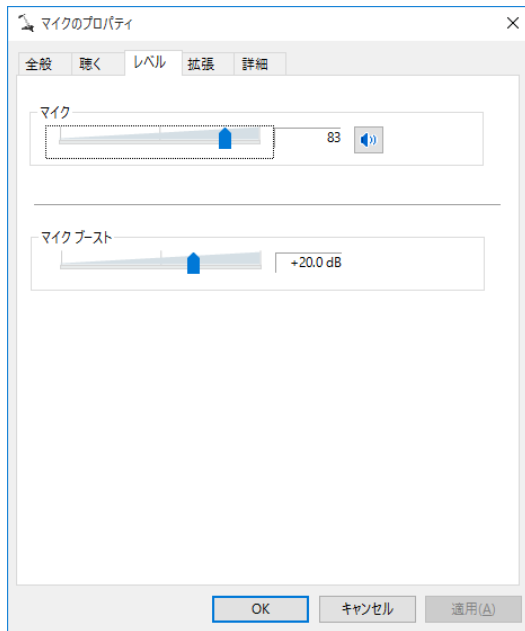 マイクのプロパティ
全般 聴く レベル 拡張 詳細
マイク
83
マイク ブースト
+20.0 dB
OK キャンセル 適用(A)